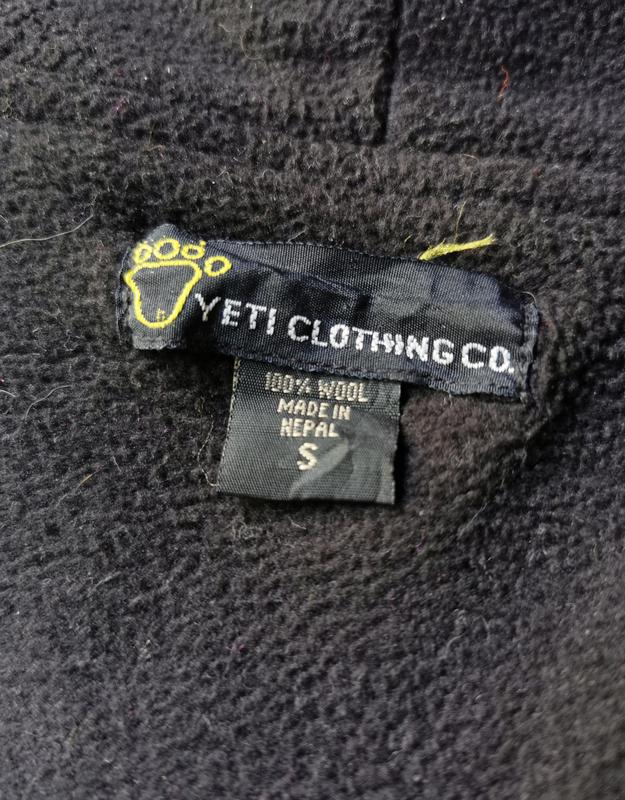 YETI CLOTHING CO.
100% WOOL
MADE IN
NEPAL
S